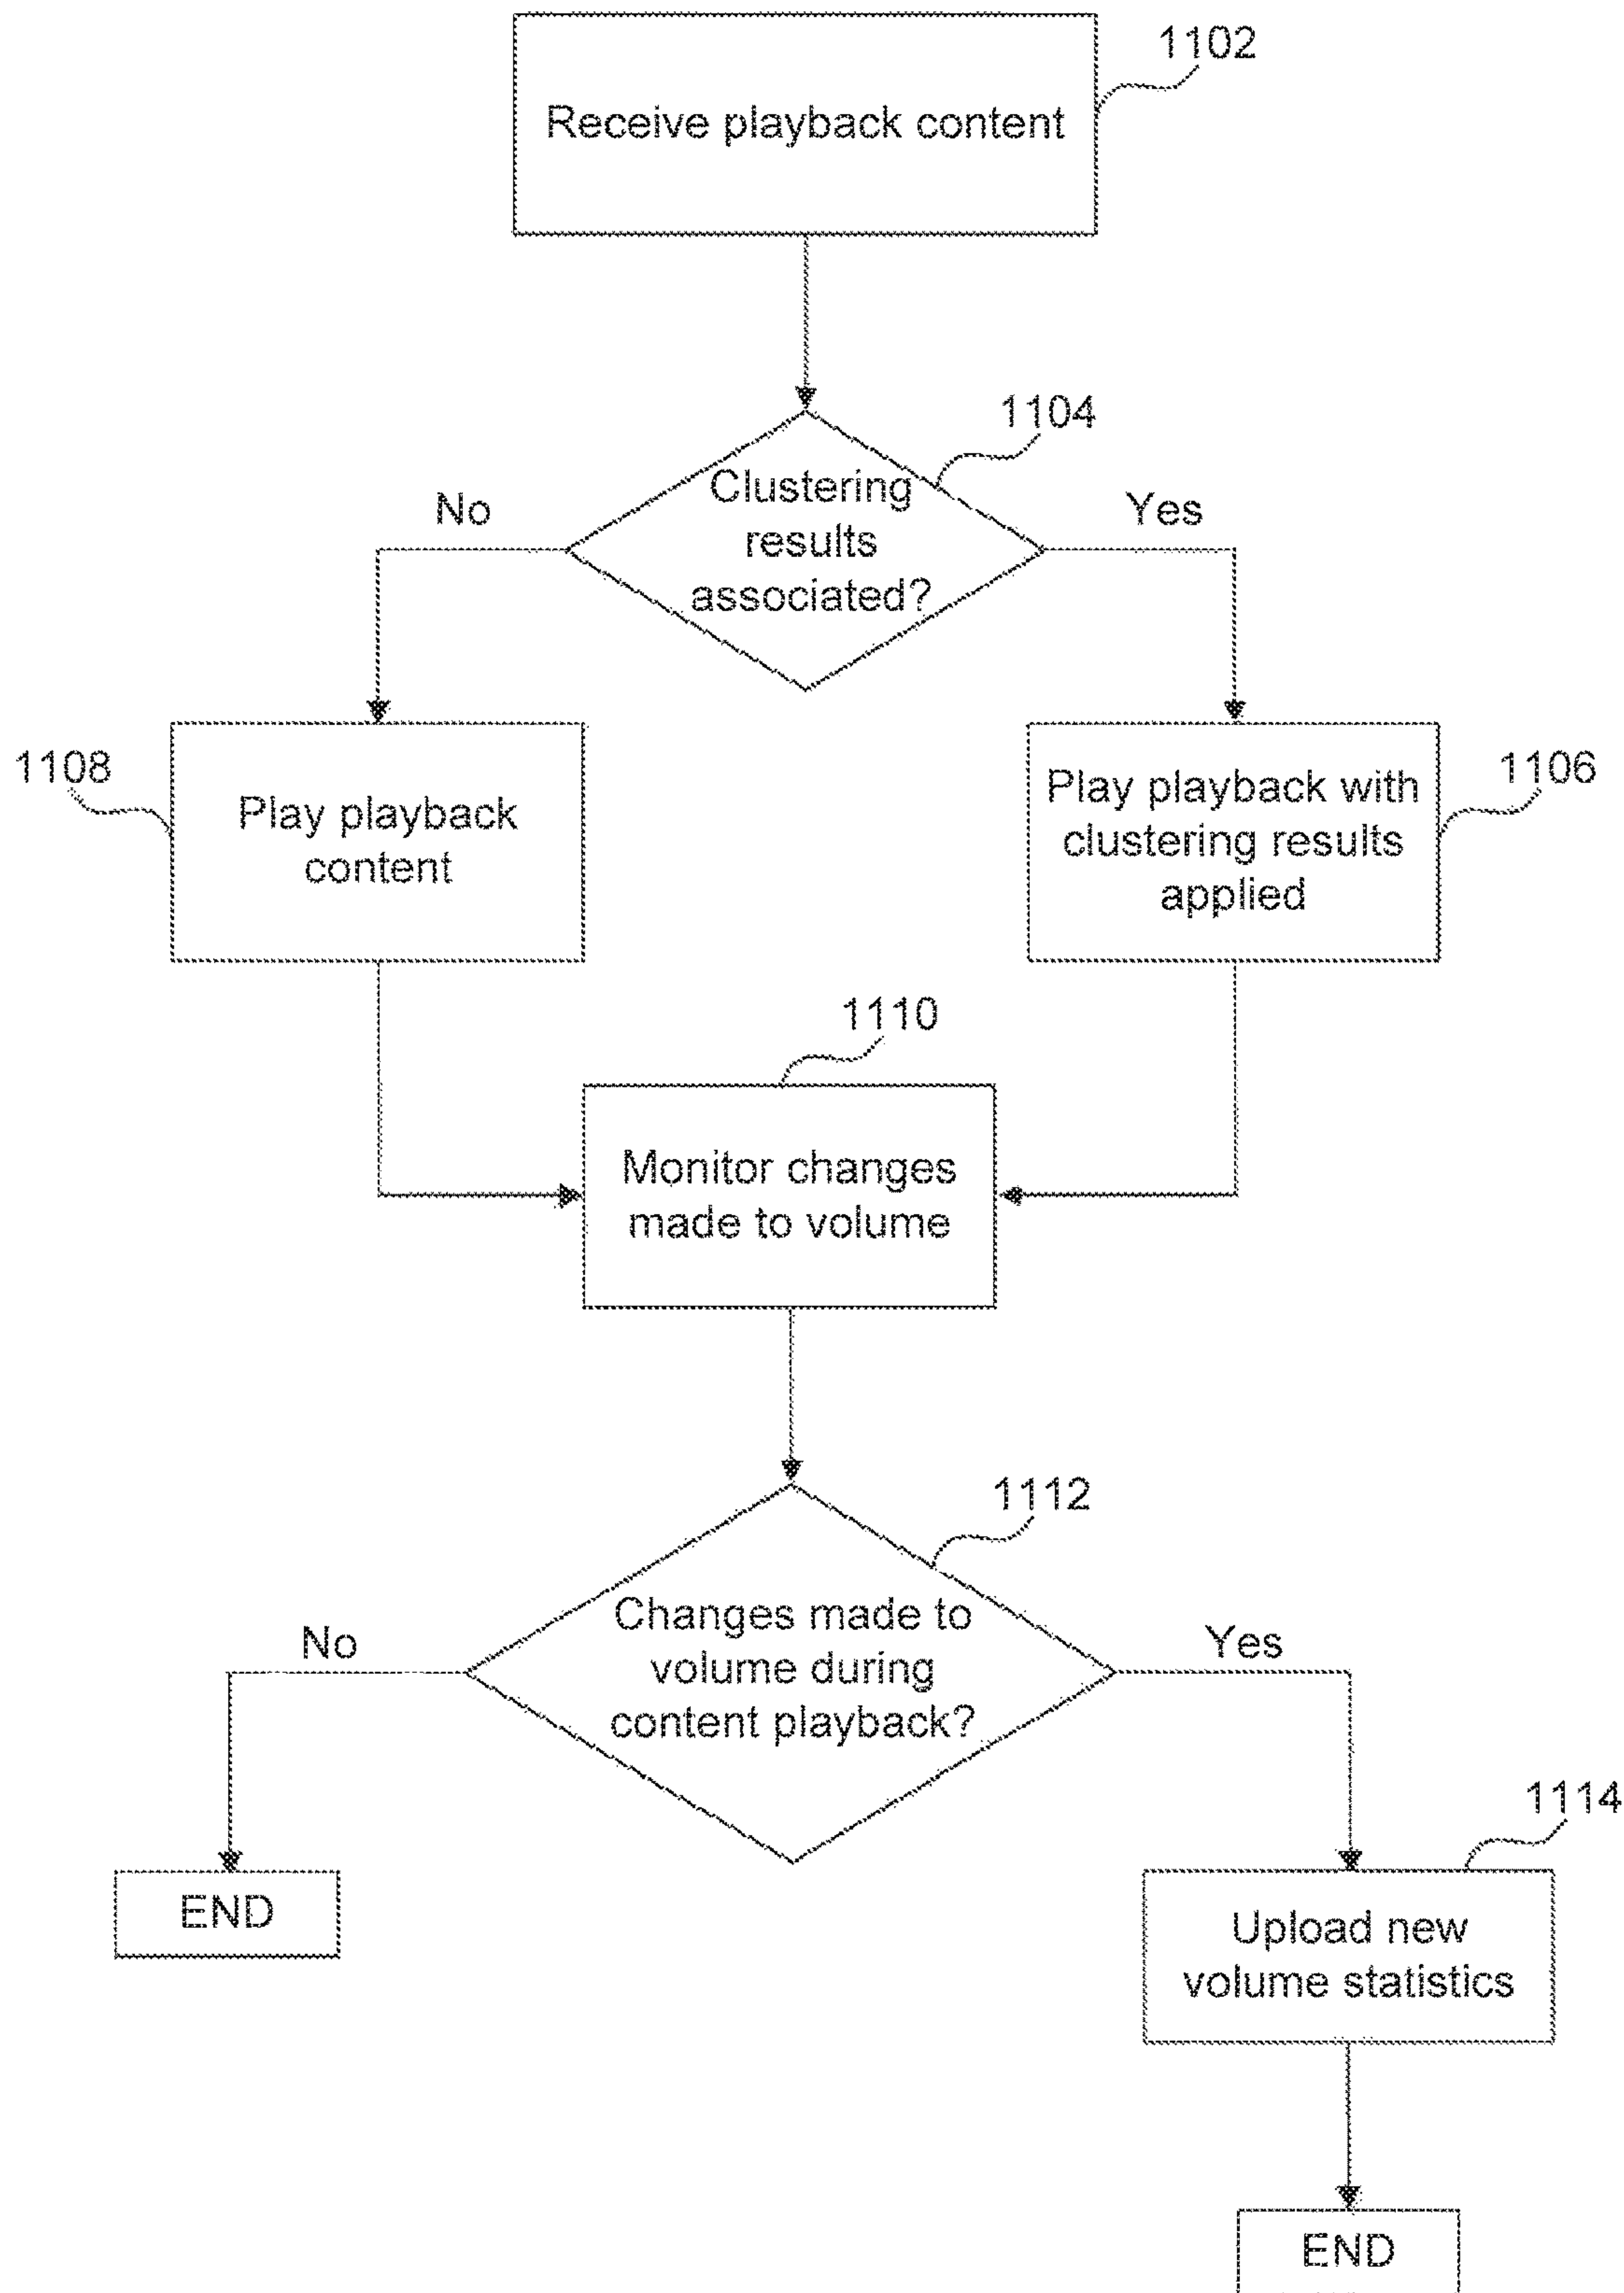 1102
Receive playback content
1104
Clustering
results
associated?
No
Yes
1108
Play playback
content
1106
Play playback with
clustering results
applied
1110
Monitor changes
made to volume
1112
Changes made to
volume during
content playback?
No
Yes
1114
END
Upload new
volume statistics
END